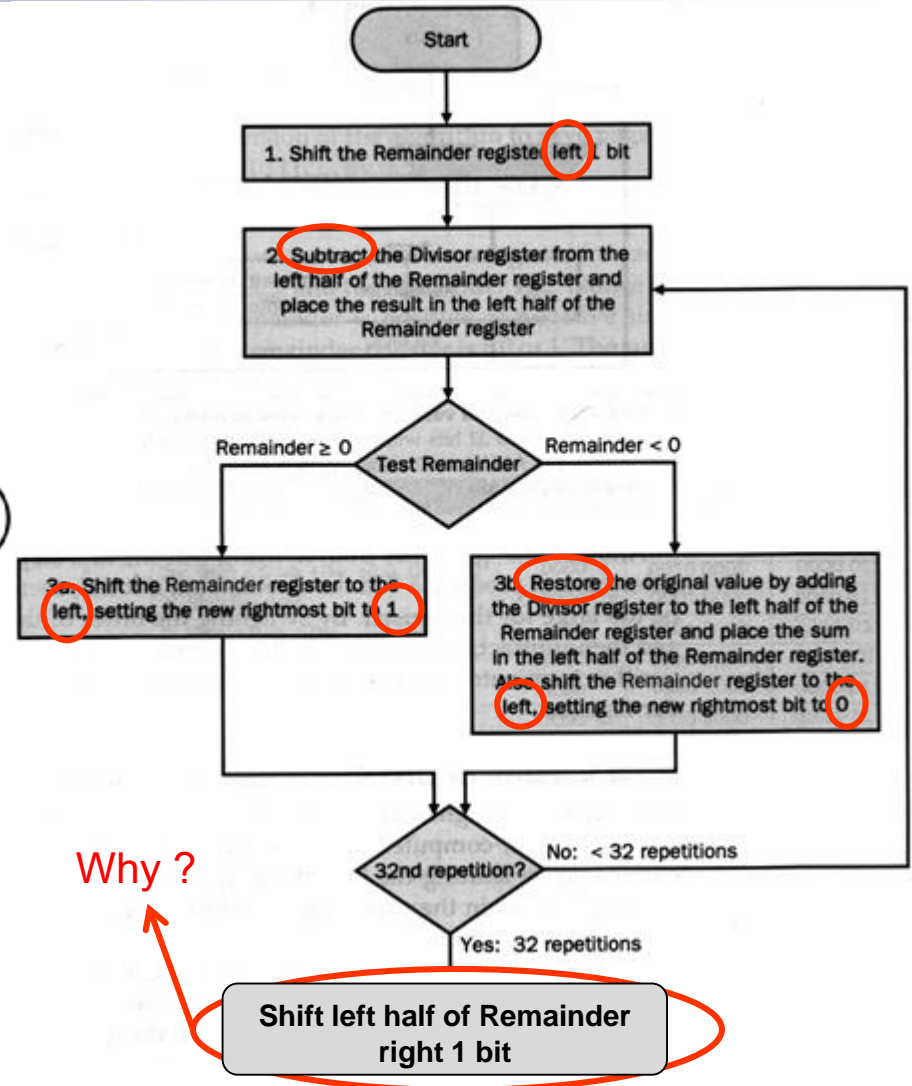 Start
1. Shift the Remainder register left 1 bit
2. Subtract the Divisor register from the
left half of the Remainder register and
place the result in the left half of the
Remainder register
Remainder ≥ 0
Remainder < 0
Test Remainder
3a. Shift the Remainder register to the
left, setting the new rightmost bit to 1
3b. Restore the original value by adding
the Divisor register to the left half of the
Remainder register and place the sum
in the left half of the Remainder register.
Also shift the Remainder register to the
left, setting the new rightmost bit to 0
Why ?
32nd repetition?
No: < 32 repetitions
Yes: 32 repetitions
Shift left half of Remainder
right 1 bit